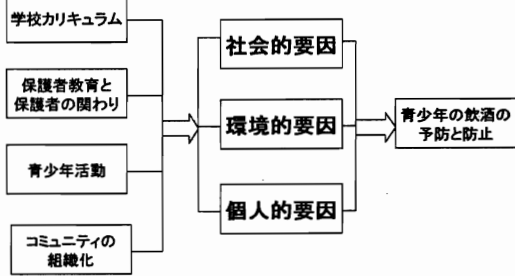 学校カリキュラム
保護者教育と
保護者の関わり
青少年活動
コミュニティの
組織化
社会的要因
環境的要因
個人的要因
青少年の飲酒の
予防と防止